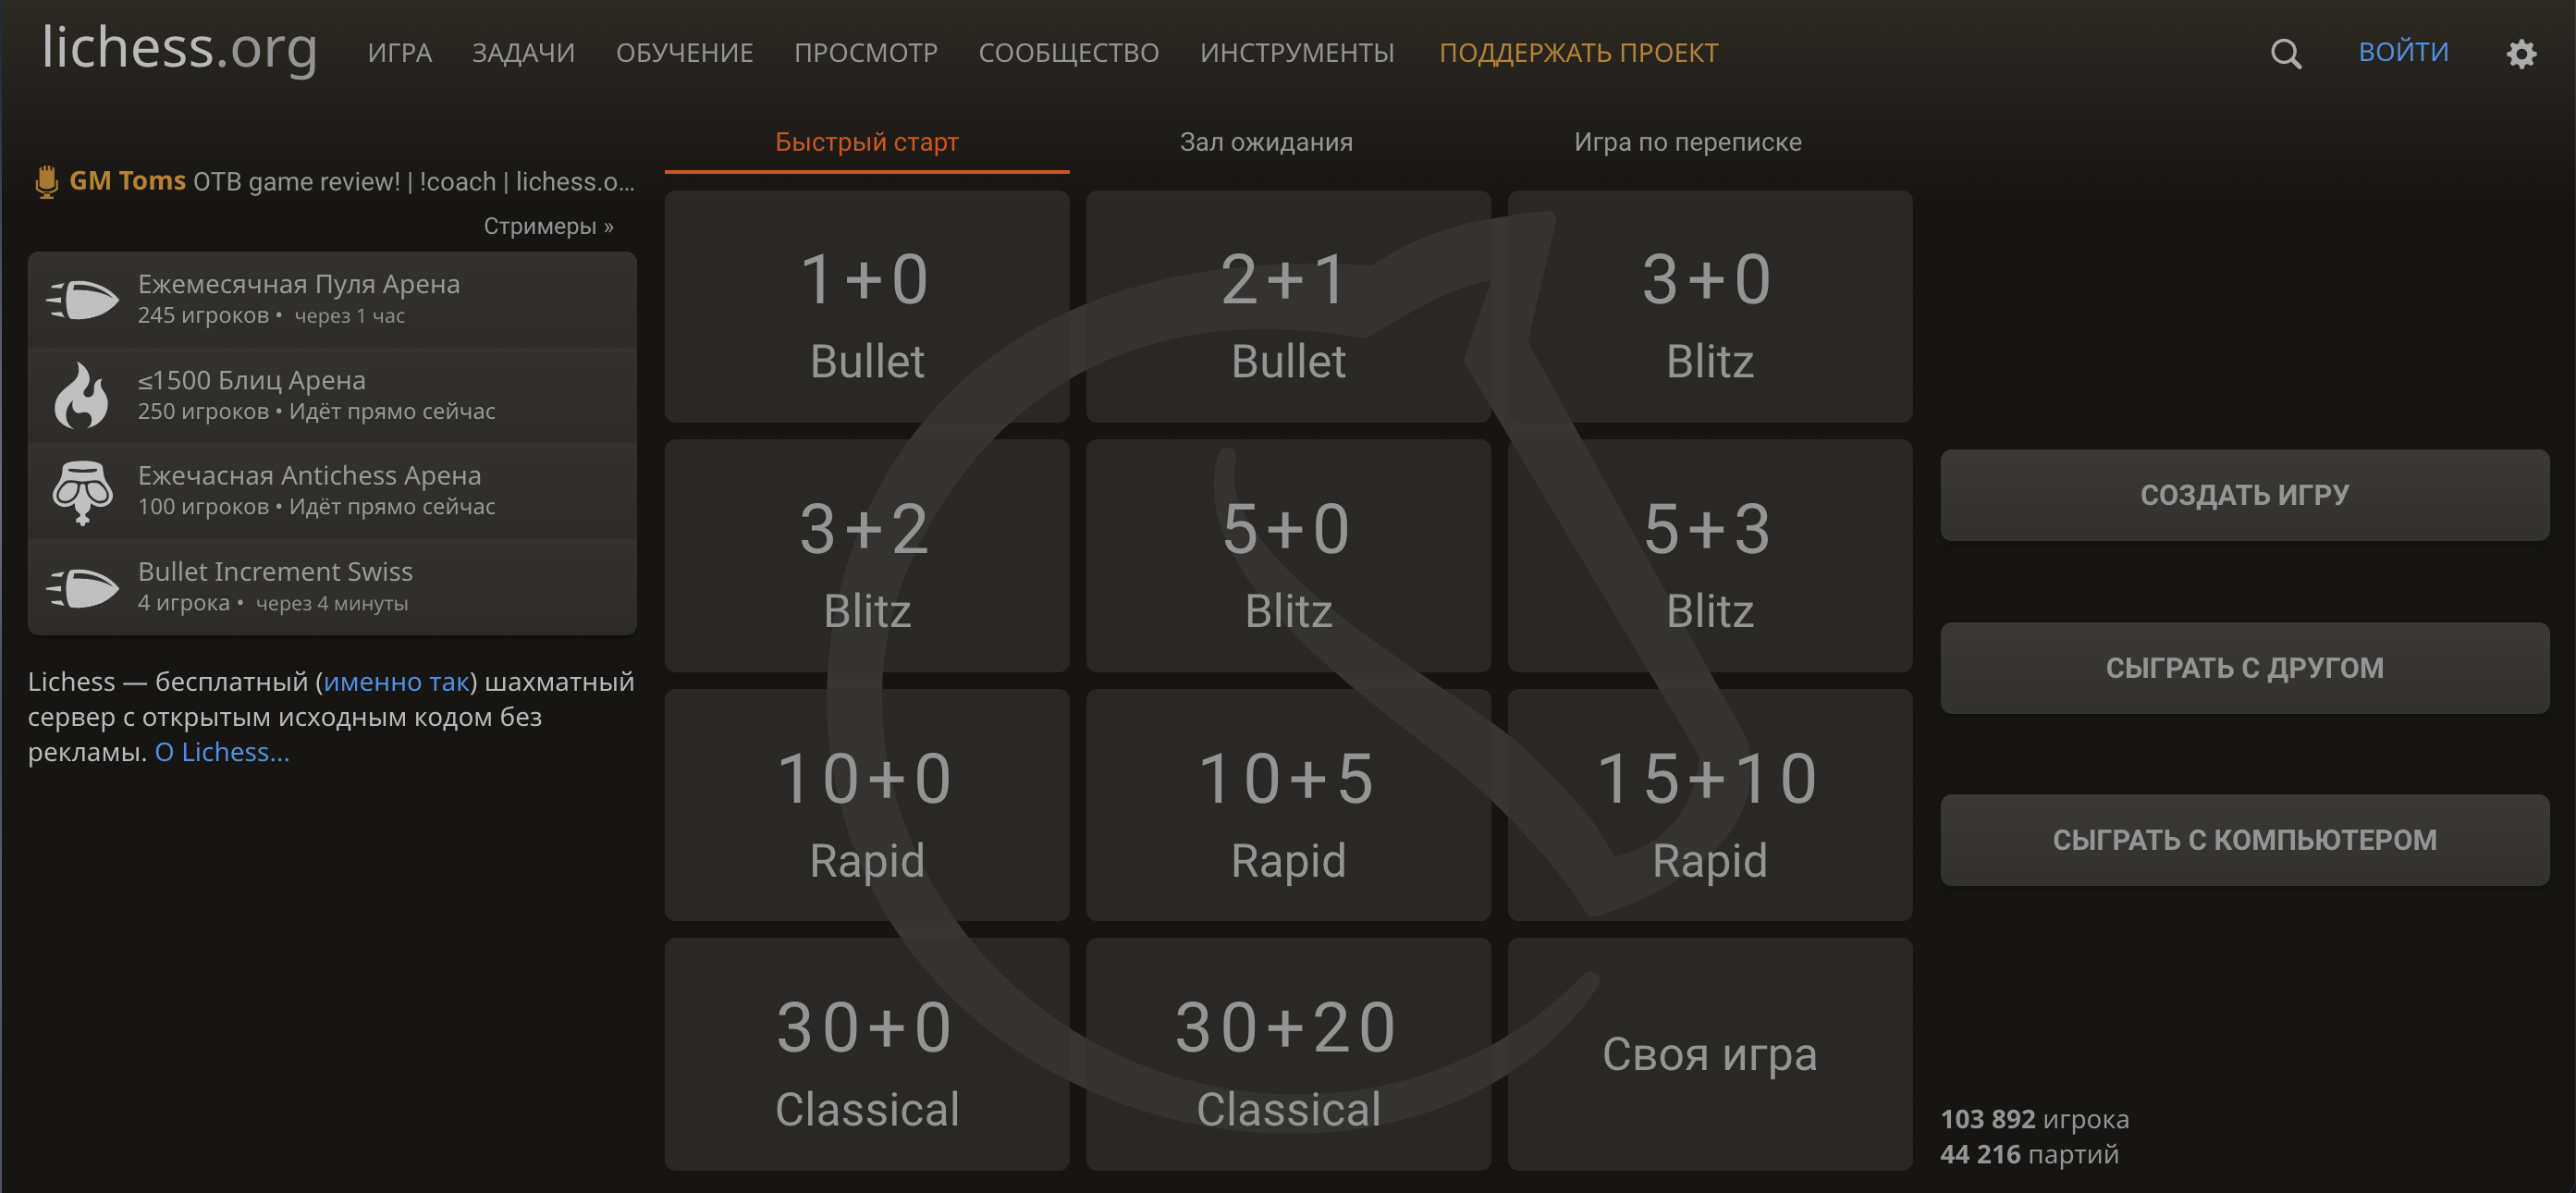 lichess.org
ИГРА ЗАДАЧИ ОБУЧЕНИЕ ПРОСМОТР СООБЩЕСТВО ИНСТРУМЕНТЫ ПОДДЕРЖАТЬ ПРОЕКТ ВОЙТИ
GM Toms OTB game review! | !coach | lichess.o...
Стримеры »
Ежемесячная Пуля Арена
245 игроков • через 1 час
≤1500 Блиц Арена
250 игроков • Идёт прямо сейчас
Ежечасная Antichess Арена
100 игроков • Идёт прямо сейчас
Bullet Increment Swiss
4 игрока • через 4 минуты
Lichess — бесплатный (именно так) шахматный
сервер с открытым исходным кодом без
рекламы. О Lichess...
Быстрый старт Зал ожидания Игра по переписке
1+0 2+1 3+0
Bullet Bullet Blitz
3+2 5+0 5+3
Blitz Blitz Blitz
10+0 10+5 15+10
Rapid Rapid Rapid
30+0 30+20 Своя игра
Classical Classical
СОЗДАТЬ ИГРУ
СЫГРАТЬ С ДРУГОМ
СЫГРАТЬ С КОМПЬЮТЕРОМ
103 892 игрока
44 216 партий